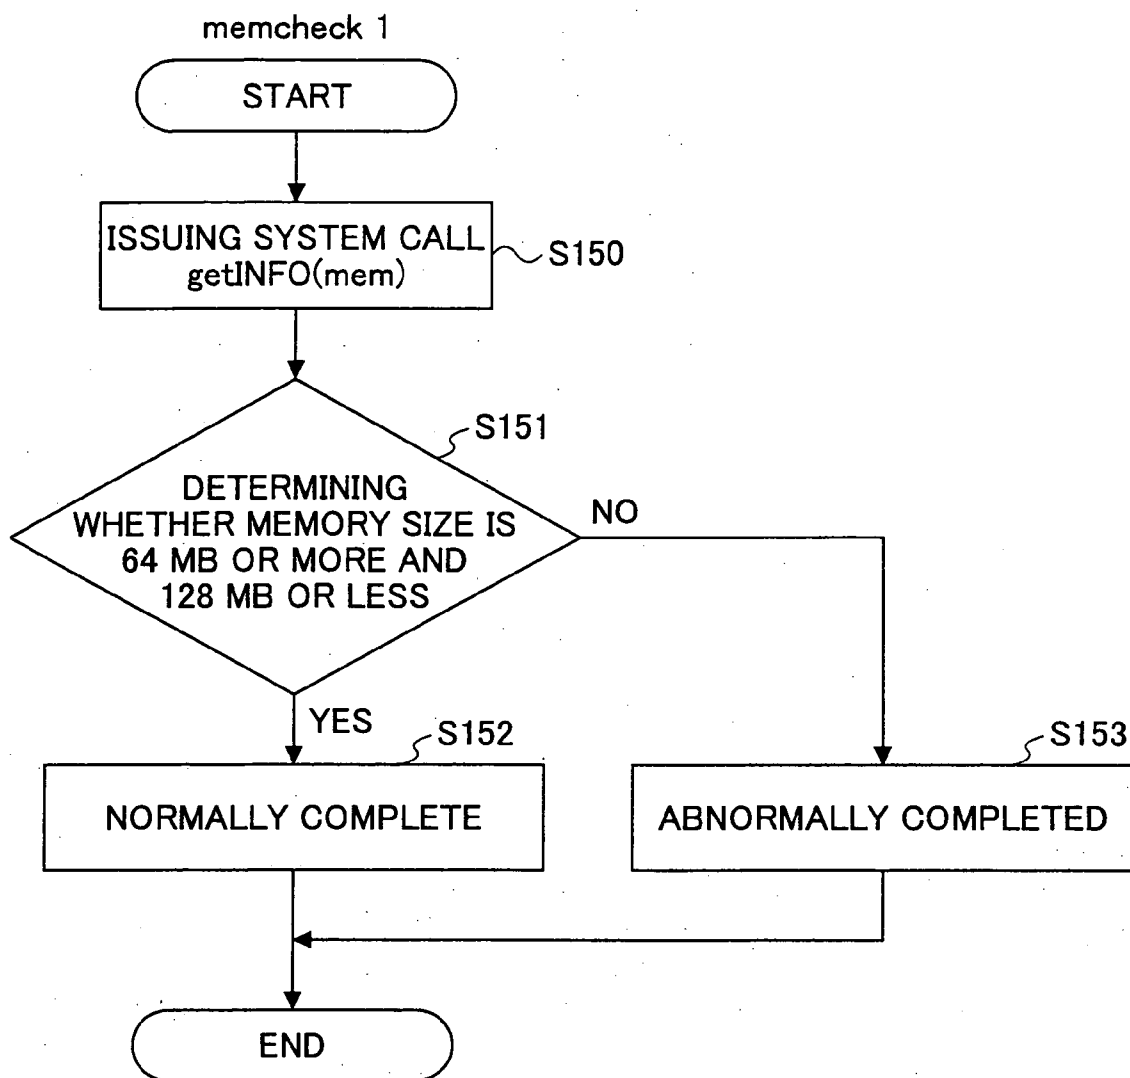 memcheck 1
START
ISSUING SYSTEM CALL
getINFO(mem)
S150
S151
DETERMINING
WHETHER MEMORY SIZE IS
64 MB OR MORE AND
128 MB OR LESS
NO
YES
S152
S153
NORMALLY COMPLETE
ABNORMALLY COMPLETED
END